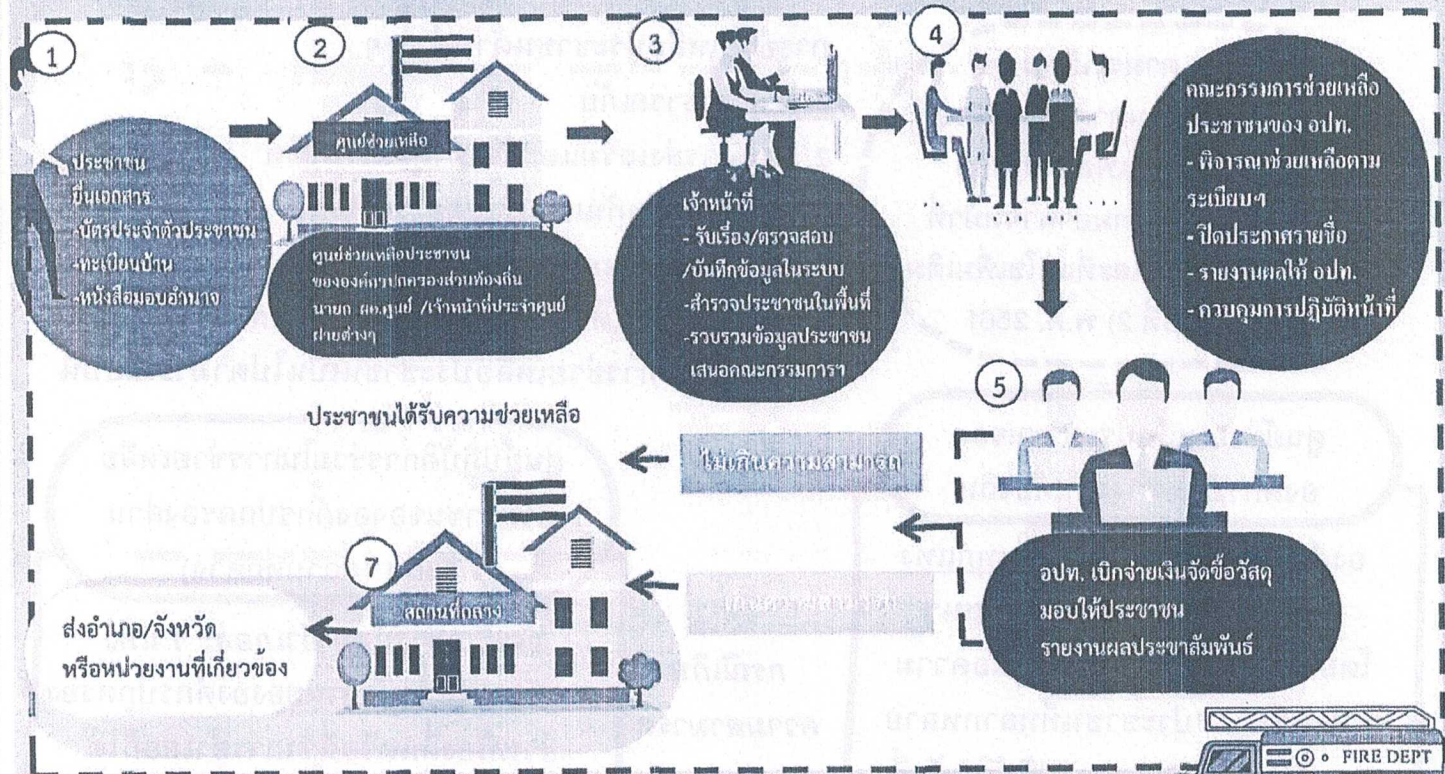 1
ประชาชน
ยื่นเอกสาร
-บัตรประจำตัวประชาชน
-ทะเบียนบ้าน
-หนังสือมอบอำนาจ
2
ศูนย์ช่วยเหลือ
ศูนย์ช่วยเหลือประชาชน
ขององค์กรปกครองส่วนท้องถิ่น
นายก ผอ.ศูนย์ /เจ้าหน้าที่ประจำศูนย์
ฝ่ายต่างๆ
3
เจ้าหน้าที่
- รับเรื่อง/ตรวจสอบ
/บันทึกข้อมูลในระบบ
-สำรวจประชาชนในพื้นที่
-รวบรวมข้อมูลประชาชน
เสนอคณะกรรมการฯ
4
คณะกรรมการช่วยเหลือ
ประชาชนของ อปท.
- พิจารณาช่วยเหลือตาม
ระเบียบฯ
- ปิดประกาศรายชื่อ
- รายงานผลให้ อปท.
- ควบคุมการปฏิบัติหน้าที่
5
อปท. เบิกจ่ายเงินจัดซื้อวัสดุ
มอบให้ประชาชน
รายงานผลประชาสัมพันธ์
ประชาชนได้รับความช่วยเหลือ
ไม่เกินความสามารถ
7
สถานที่กลาง
ส่งอำเภอ/จังหวัด
หรือหน่วยงานที่เกี่ยวข้อง
FIRE DEPT